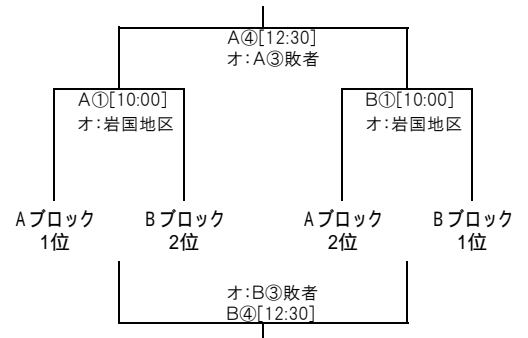 A④[12:30]
オ:A③敗者
A①[10:00]
オ:岩国地区
B①[10:00]
オ:岩国地区
Aブロック
1位
Bブロック
2位
Aブロック
2位
Bブロック
1位
オ:B③敗者
B④[12:30]